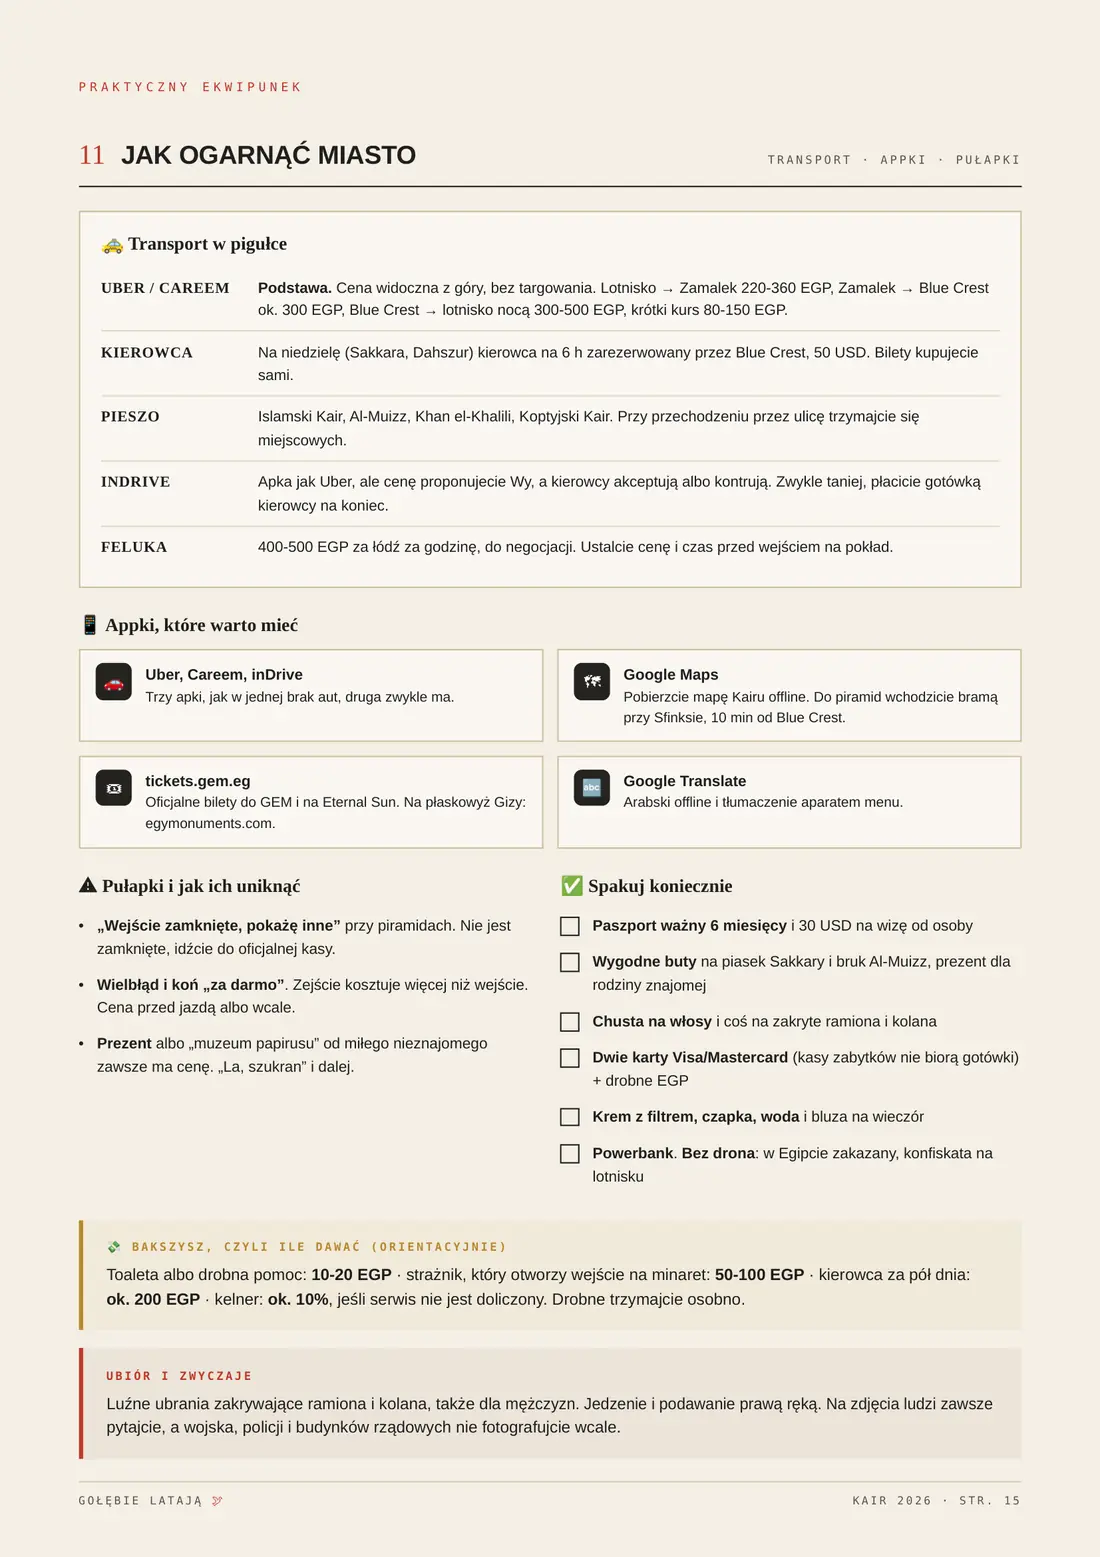 PRAKTYCZNY EKWIPUNEK
11 JAK OGARNĄĆ MIASTO
TRANSPORT · APPKI · PUŁAPKI
🚕 Transport w pigułce
UBER / CAREEM
Podstawa. Cena widoczna z góry, bez targowania. Lotnisko → Zamalek 220-360 EGP, Zamalek → Blue Crest
ok. 300 EGP, Blue Crest → lotnisko nocą 300-500 EGP, krótki kurs 80-150 EGP.
KIEROWCA
Na niedzielę (Sakkara, Dahszur) kierowca na 6 h zarezerwowany przez Blue Crest, 50 USD. Bilety kupujecie
sami.
PIESZO
Islamski Kair, Al-Muizz, Khan el-Khalili, Koptyjski Kair. Przy przechodzeniu przez ulicę trzymajcie się
miejscowych.
INDRIVE
Apka jak Uber, ale cenę proponujecie Wy, a kierowcy akceptują albo kontrują. Zwykle taniej, płacicie gotówką
kierowcy na koniec.
FELUKA
400-500 EGP za łódź za godzinę, do negocjacji. Ustalcie cenę i czas przed wejściem na pokład.
📱 Appki, które warto mieć
Uber, Careem, inDrive
Trzy apki, jak w jednej brak aut, druga zwykle ma.
Google Maps
Pobierzcie mapę Kairu offline. Do piramid wchodzicie bramą
przy Sfinksie, 10 min od Blue Crest.
tickets.gem.eg
Oficjalne bilety do GEM i na Eternal Sun. Na płaskowyż Gizy:
egymonuments.com.
Google Translate
Arabski offline i tłumaczenie aparatem menu.
⚠ Pułapki i jak ich uniknąć
• „Wejście zamknięte, pokażę inne” przy piramidach. Nie jest
zamknięte, idźcie do oficjalnej kasy.
• Wielbłąd i koń „za darmo”. Zejście kosztuje więcej niż wejście.
Cena przed jazdą albo wcale.
• Prezent albo „muzeum papirusu” od miłego nieznajomego
zawsze ma cenę. „La, szukran” i dalej.
✅ Spakuj koniecznie
Paszport ważny 6 miesięcy i 30 USD na wizę od osoby
Wygodne buty na piasek Sakkary i bruk Al-Muizz, prezent dla
rodziny znajomej
Chusta na włosy i coś na zakryte ramiona i kolana
Dwie karty Visa/Mastercard (kasy zabytków nie biorą gotówki)
+ drobne EGP
Krem z filtrem, czapka, woda i bluza na wieczór
Powerbank. Bez drona: w Egipcie zakazany, konfiskata na
lotnisku
💸 BAKSZYSZ, CZYLI ILE DAWAĆ (ORIENTACYJNIE)
Toaleta albo drobna pomoc: 10-20 EGP · strażnik, który otworzy wejście na minaret: 50-100 EGP · kierowca za pół dnia:
ok. 200 EGP · kelner: ok. 10%, jeśli serwis nie jest doliczony. Drobne trzymajcie osobno.
UBIÓR I ZWYCZAJE
Luźne ubrania zakrywające ramiona i kolana, także dla mężczyzn. Jedzenie i podawanie prawą ręką. Na zdjęcia ludzi zawsze
pytajcie, a wojska, policji i budynków rządowych nie fotografujcie wcale.
GOŁĘBIE LATAJĄ 🕊
KAIR 2026 · STR. 15